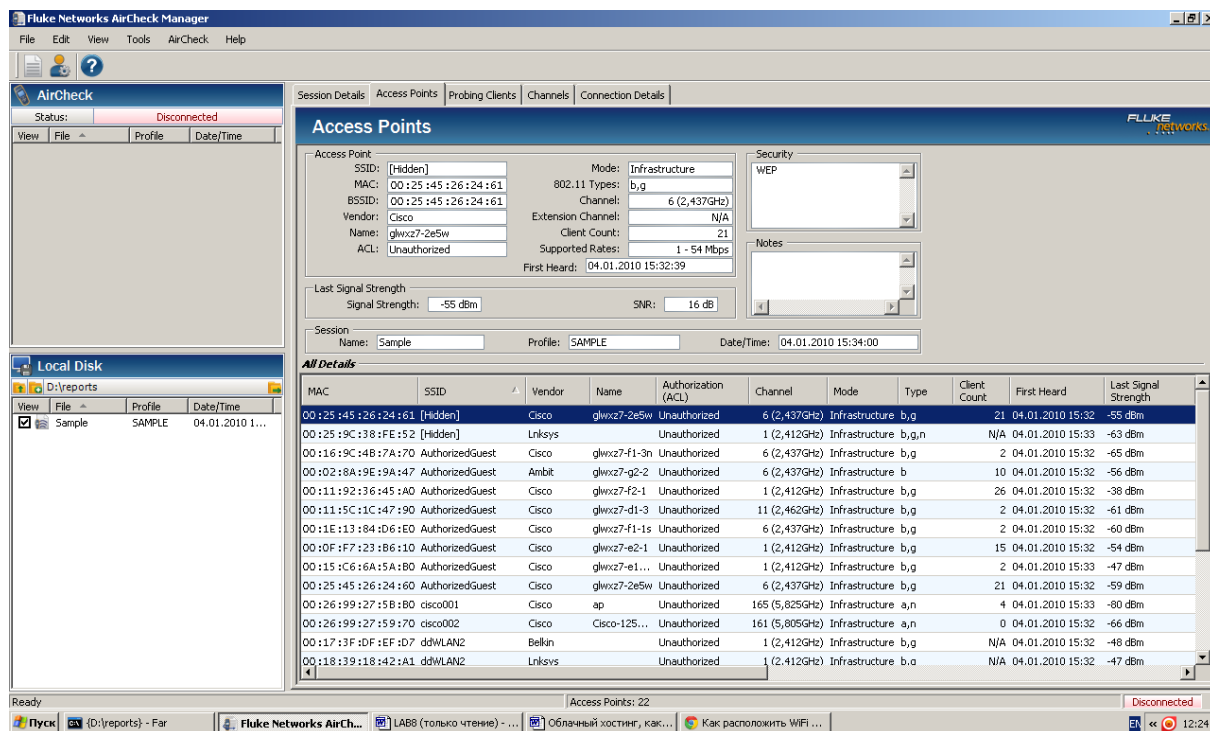 Fluke Networks AirCheck Manager
File Edit View Tools AirCheck Help
AirCheck
Status: Disconnected
View File Profile Date/Time
Local Disk
D:\reports
View File Profile Date/Time
Sample SAMPLE 04.01.2010 1...
Session Details Access Points Probing Clients Channels Connection Details
Access Points
FLUKE networks.
Access Point
SSID: [Hidden]
MAC: 00:25:45:26:24:61
BSSID: 00:25:45:26:24:61
Vendor: Cisco
Name: glwxz7-2e5w
ACL: Unauthorized
Mode: Infrastructure
802.11 Types: b,g
Channel: 6 (2,437GHz)
Extension Channel: N/A
Client Count: 21
Supported Rates: 1 - 54 Mbps
First Heard: 04.01.2010 15:32:39
Security
WEP
Notes
Last Signal Strength
Signal Strength: -55 dBm SNR: 16 dB
Session
Name: Sample Profile: SAMPLE Date/Time: 04.01.2010 15:34:00
All Details
MAC SSID Vendor Name Authorization (ACL) Channel Mode Type Client Count First Heard Last Signal Strength
00:25:45:26:24:61 [Hidden] Cisco glwxz7-2e5w Unauthorized 6 (2,437GHz) Infrastructure b,g 21 04.01.2010 15:32 -55 dBm
00:25:9C:38:FE:52 [Hidden] Lnksys Unauthorized 1 (2,412GHz) Infrastructure b,g,n N/A 04.01.2010 15:33 -63 dBm
00:16:9C:4B:7A:70 AuthorizedGuest Cisco glwxz7-f1-3n Unauthorized 6 (2,437GHz) Infrastructure b,g 2 04.01.2010 15:32 -65 dBm
00:02:8A:9E:9A:47 AuthorizedGuest Ambit glwxz7-g2-2 Unauthorized 6 (2,437GHz) Infrastructure b 10 04.01.2010 15:32 -56 dBm
00:11:92:36:45:A0 AuthorizedGuest Cisco glwxz7-f2-1 Unauthorized 1 (2,412GHz) Infrastructure b,g 26 04.01.2010 15:32 -38 dBm
00:11:5C:1C:47:90 AuthorizedGuest Cisco glwxz7-d1-3 Unauthorized 11 (2,462GHz) Infrastructure b,g 2 04.01.2010 15:32 -61 dBm
00:1E:13:84:D6:E0 AuthorizedGuest Cisco glwxz7-f1-1s Unauthorized 6 (2,437GHz) Infrastructure b,g 2 04.01.2010 15:32 -60 dBm
00:0F:F7:23:B6:10 AuthorizedGuest Cisco glwxz7-e2-1 Unauthorized 1 (2,412GHz) Infrastructure b,g 15 04.01.2010 15:32 -54 dBm
00:15:C6:6A:5A:B0 AuthorizedGuest Cisco glwxz7-e1... Unauthorized 1 (2,412GHz) Infrastructure b,g 2 04.01.2010 15:33 -47 dBm
00:25:45:26:24:60 AuthorizedGuest Cisco glwxz7-2e5w Unauthorized 6 (2,437GHz) Infrastructure b,g 21 04.01.2010 15:32 -59 dBm
00:26:99:27:5B:B0 cisco001 Cisco ap Unauthorized 165 (5,825GHz) Infrastructure a,n 4 04.01.2010 15:33 -80 dBm
00:26:99:27:59:70 cisco002 Cisco Cisco-125... Unauthorized 161 (5,805GHz) Infrastructure a,n 0 04.01.2010 15:32 -66 dBm
00:17:3F:DF:EF:D7 ddWLAN2 Belkin Unauthorized 1 (2,412GHz) Infrastructure b,g N/A 04.01.2010 15:32 -48 dBm
00:18:39:18:42:A1 ddWLAN2 Lnksys Unauthorized 1 (2,412GHz) Infrastructure b,g N/A 04.01.2010 15:32 -47 dBm
Ready Access Points: 22 Disconnected
Пуск {D:\reports} - Far Fluke Networks AirCh... LAB8 (только чтение) - ... Облачный хостинг, как... Как расположить WiFi ... EN « 12:24